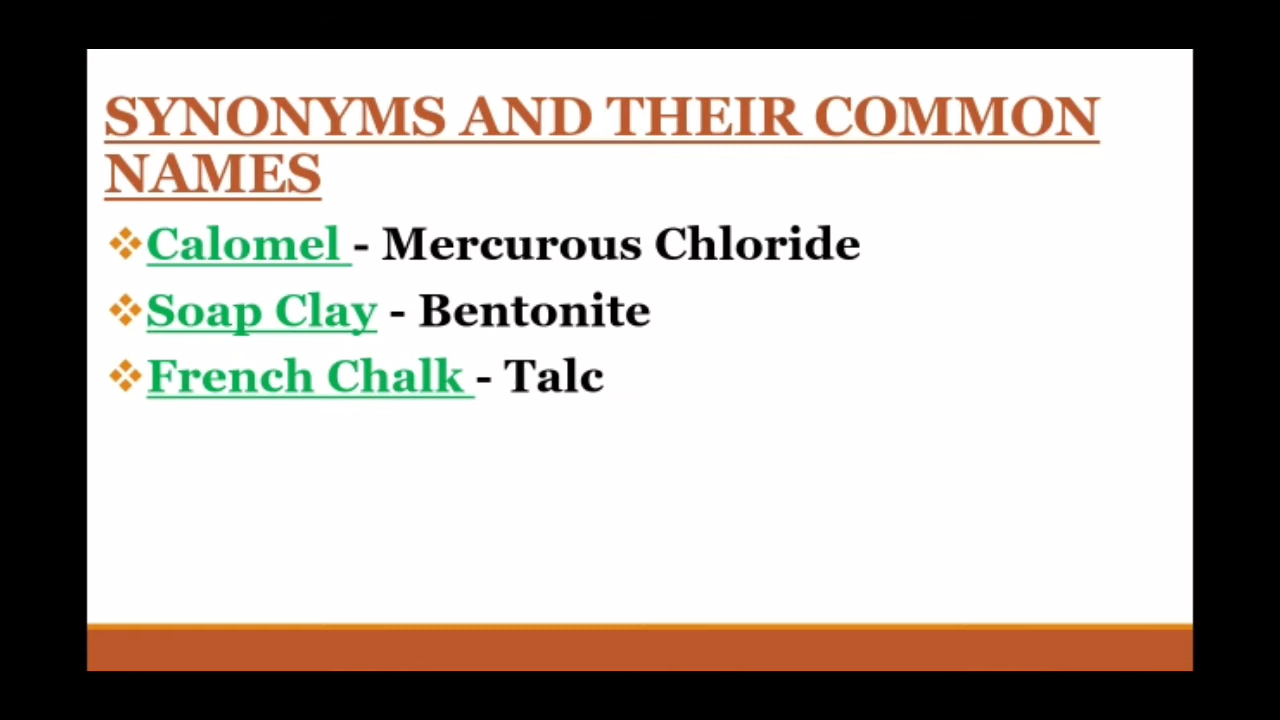 SYNONYMS AND THEIR COMMON
NAMES
❖Calomel - Mercurous Chloride
❖Soap Clay - Bentonite
❖French Chalk - Talc